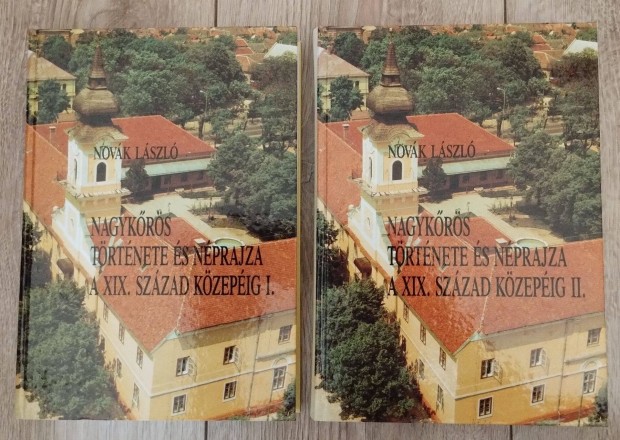 NOVÁK LÁSZLÓ
NAGYKŐRÖS
TÖRTÉNETE ÉS NÉPRAJZA
A XIX. SZÁZAD KÖZEPÉIG I.
NOVÁK LÁSZLÓ
NAGYKŐRÖS
TÖRTÉNETE ÉS NÉPRAJZA
A XIX. SZÁZAD KÖZEPÉIG II.